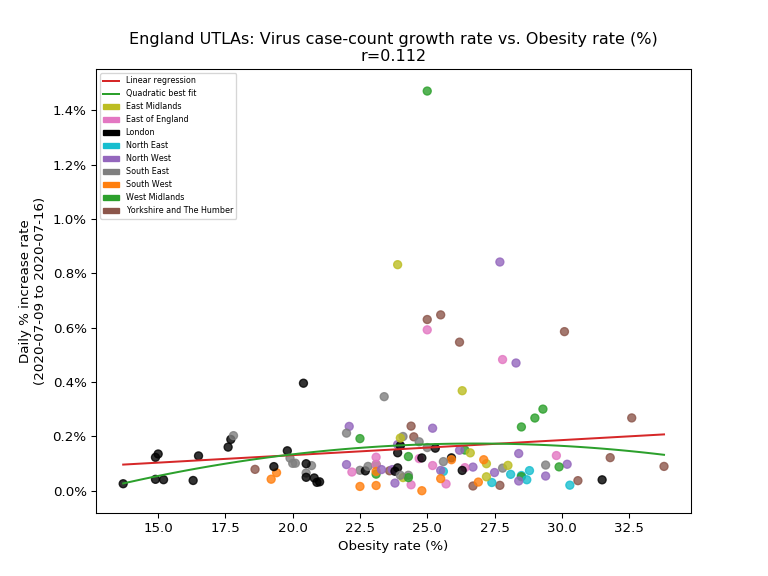 England UTLAs: Virus case-count growth rate vs. Obesity rate (%)
r=0.112
Linear regression
Quadratic best fit
East Midlands
East of England
London
North East
North West
South East
South West
West Midlands
Yorkshire and The Humber
1.4%
1.2%
1.0%
0.8%
0.6%
0.4%
0.2%
0.0%
Daily % increase rate
(2020-07-09 to 2020-07-16)
15.0 17.5 20.0 22.5 25.0 27.5 30.0 32.5
Obesity rate (%)